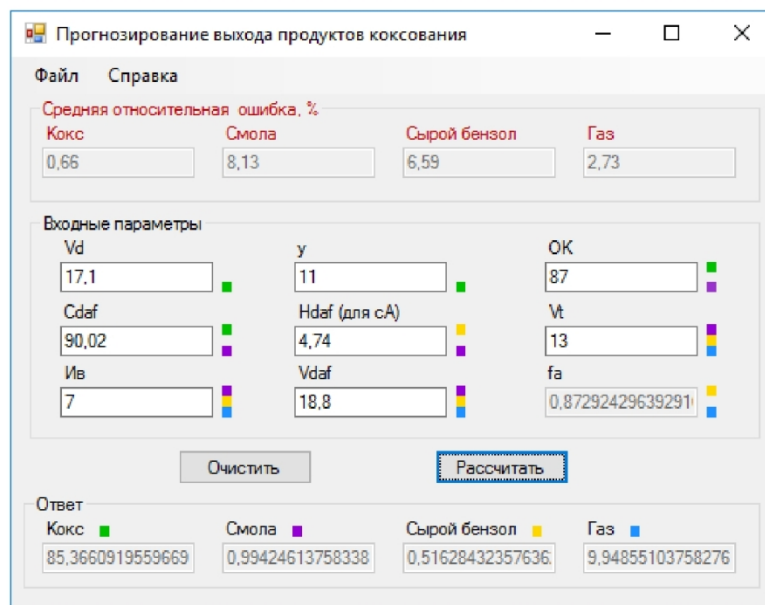 Прогнозирование выхода продуктов коксования
Файл Справка
Средняя относительная ошибка, %
Кокс Смола Сырой бензол Газ
0,66 8,13 6,59 2,73
Входные параметры
Vd y ОК
17,1 11 87
Cdaf Hdaf (для сА) Vt
90,02 4,74 13
Ив Vdaf fa
7 18,8 0,8729242963929
Очистить Рассчитать
Ответ
Кокс Смола Сырой бензол Газ
85,3660919559669 0,99424613758338 0,51628432357636 9,94855103758276